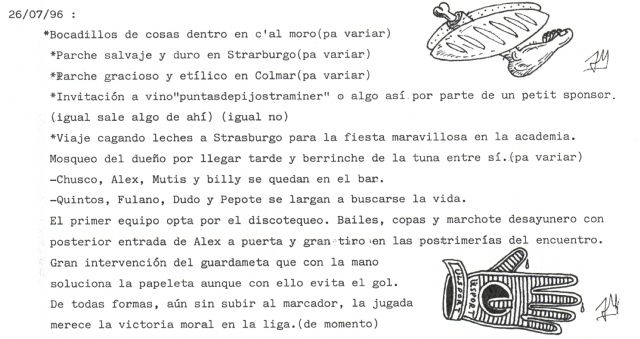 26/07/96 :
*Bocadillos de cosas dentro en c'al moro(pa variar)
*Parche salvaje y duro en Strarburgo(pa variar)
*Parche gracioso y etílico en Colmar(pa variar)
*Invitación a vino"puntasdepijostraminer" o algo así por parte de un petit sponsor.
(igual sale algo de ahí) (igual no)
*Viaje cagando leches a Strasburgo para la fiesta maravillosa en la academia.
Mosqueo del dueño por llegar tarde y berrinche de la tuna entre sí.(pa variar)
-Chusco, Alex, Mutis y billy se quedan en el bar.
-Quintos, Fulano, Dudo y Pepote se largan a buscarse la vida.
El primer equipo opta por el discotequeo. Bailes, copas y marchote desayunero con
posterior entrada de Alex a puerta y gran tiro en las postrimerías del encuentro.
Gran intervención del guardameta que con la mano
soluciona la papeleta aunque con ello evita el gol.
De todas formas, aún sin subir al marcador, la jugada
merece la victoria moral en la liga.(de momento)
ULSPORT